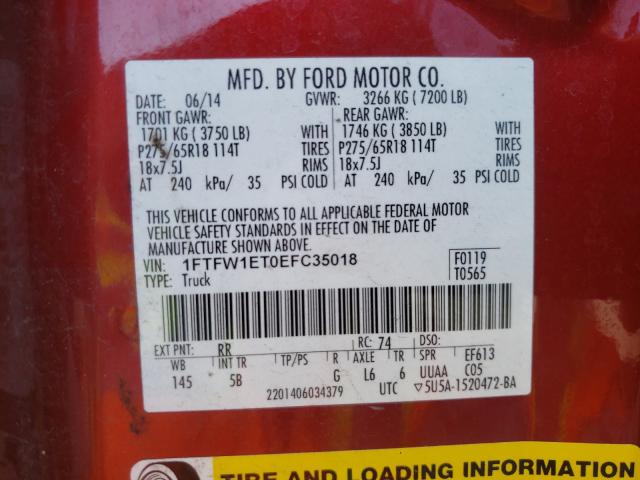 MFD. BY FORD MOTOR CO.
DATE: 06/14 GVWR: 3266 KG ( 7200 LB)
FRONT GAWR: REAR GAWR:
1701 KG ( 3750 LB) WITH 1746 KG ( 3850 LB) WITH
P275/65R18 114T TIRES P275/65R18 114T TIRES
18x7.5J RIMS 18x7.5J RIMS
AT 240 kPa/ 35 PSI COLD AT 240 kPa/ 35 PSI COLD
THIS VEHICLE CONFORMS TO ALL APPLICABLE FEDERAL MOTOR
VEHICLE SAFETY STANDARDS IN EFFECT ON THE DATE OF
MANUFACTURE SHOWN ABOVE.
VIN: 1FTFW1ET0EFC35018 F0119
TYPE: Truck T0565
EXT PNT: RR RC: 74 DSO:
WB INT TR TP/PS R AXLE TR SPR EF613
145 5B G L6 6 UUAA C05
2201406034379 UTC ▽5U5A-1520472-BA
TIRE AND LOADING INFORMATION